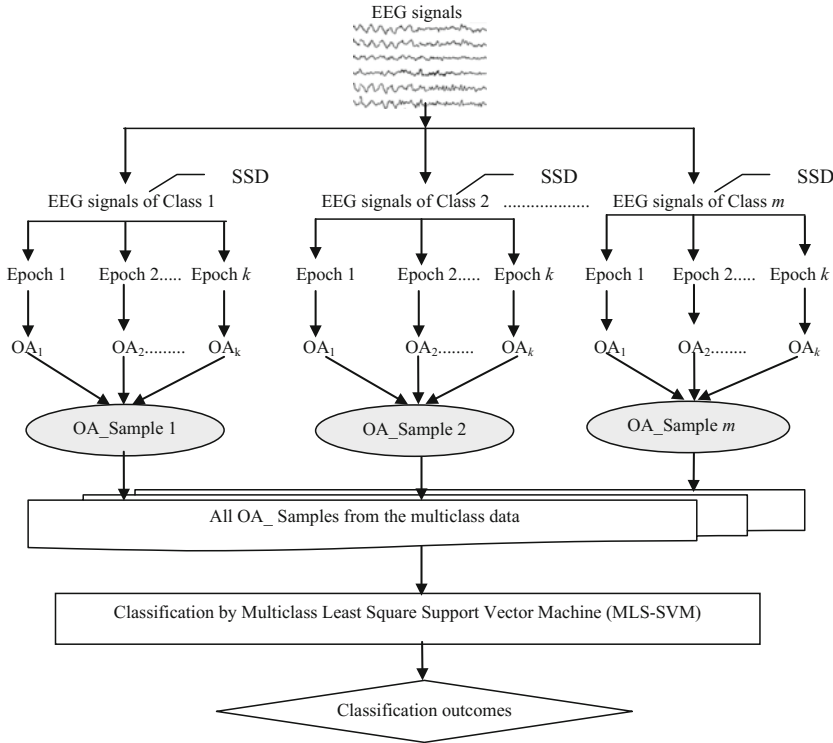 EEG signals
SSD SSD SSD
EEG signals of Class 1 EEG signals of Class 2 .................... EEG signals of Class m
Epoch 1 Epoch 2..... Epoch k Epoch 1 Epoch 2..... Epoch k Epoch 1 Epoch 2..... Epoch k
OA1 OA2......... OAk OA1 OA2......... OAk OA1 OA2......... OAk
OA_Sample 1 OA_Sample 2 OA_Sample m
All OA_ Samples from the multiclass data
Classification by Multiclass Least Square Support Vector Machine (MLS-SVM)
Classification outcomes